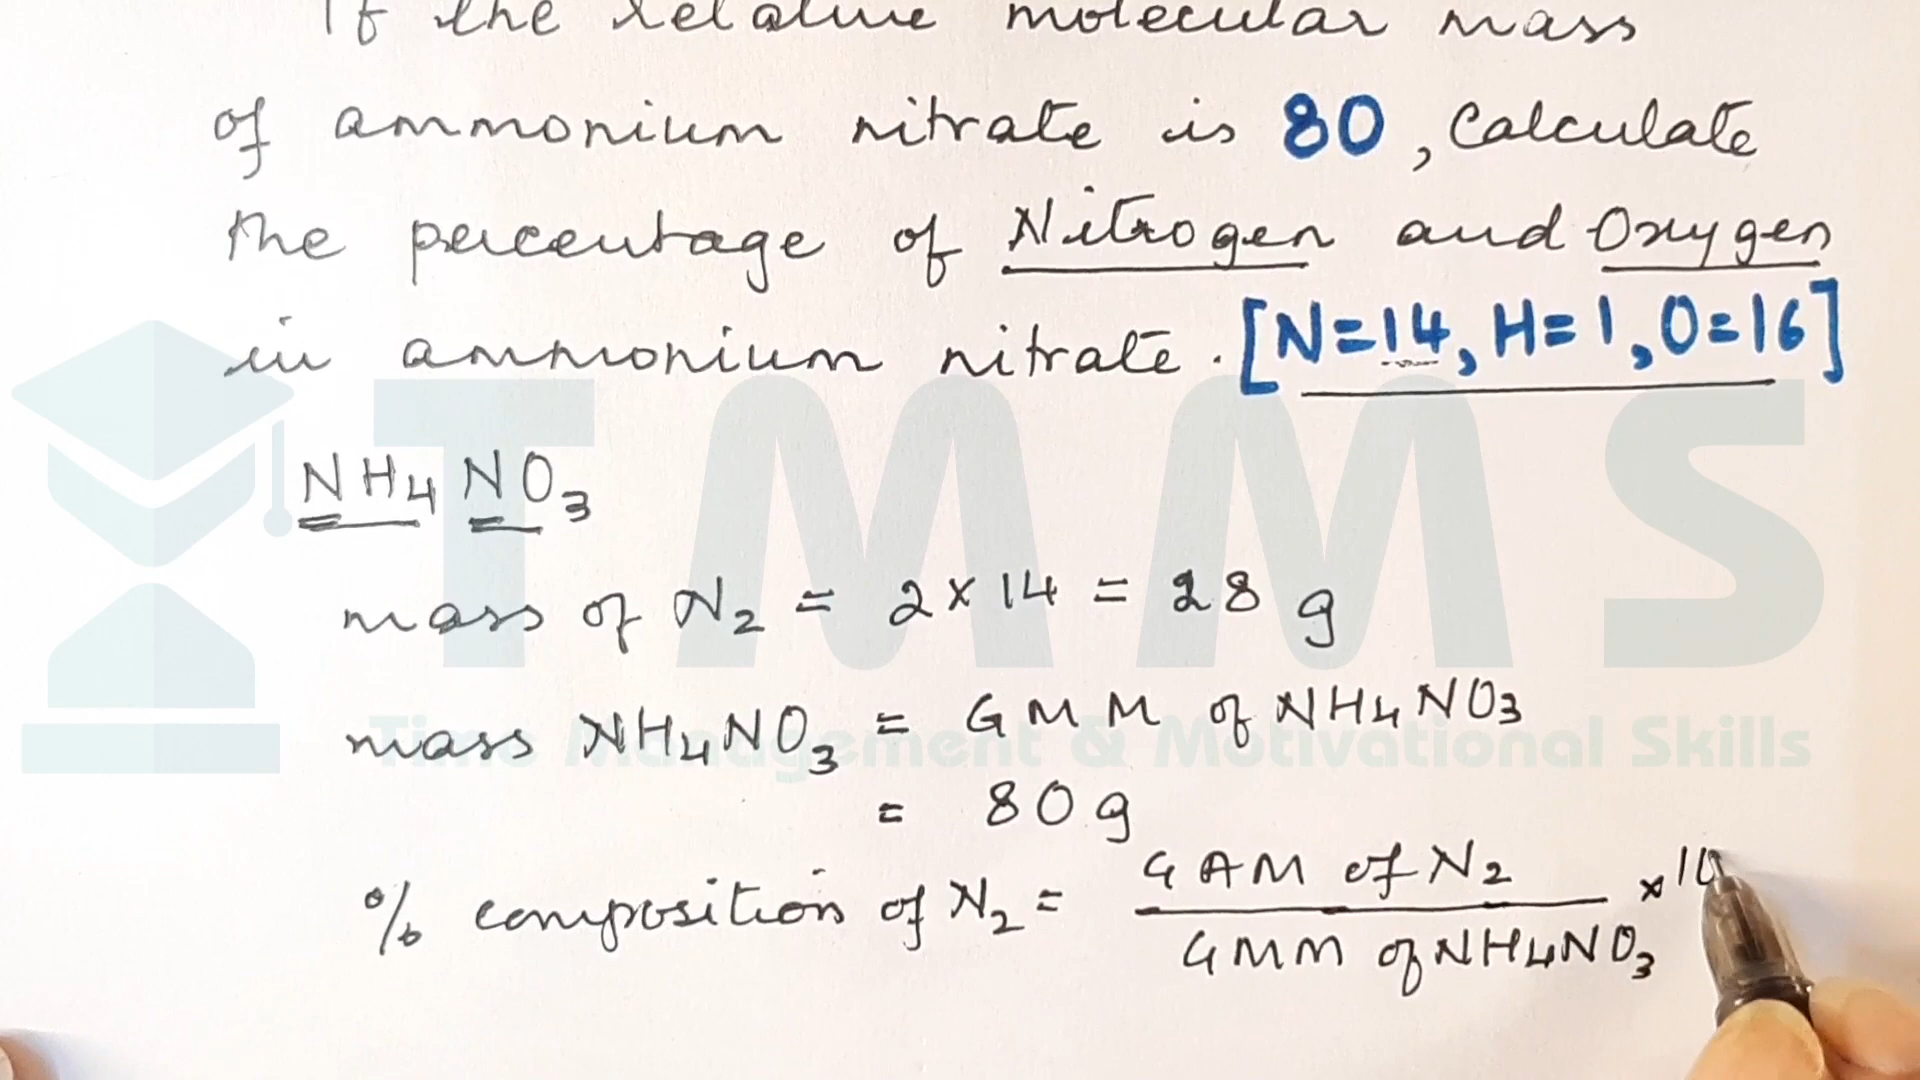 If the relative molecular mass
of ammonium nitrate is 80, Calculate
the percentage of Nitrogen and Oxygen
in ammonium nitrate. [N=14, H=1, O=16]
TMMS
NH4 NO3
mass of N2 = 2 x 14 = 28 g
mass NH4NO3 = GMM of NH4NO3
Time Management & Motivational Skills
= 80 g
% composition of N2 = GAM of N2 x 10
GMM of NH4NO3